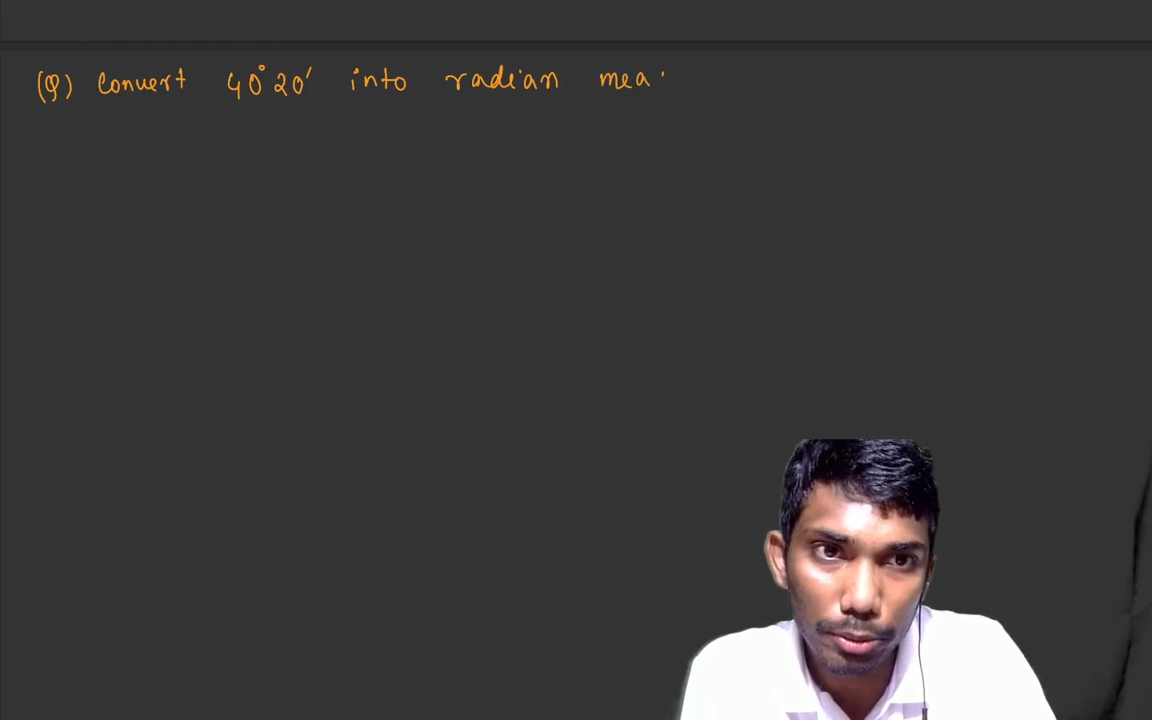 (Q) Convert 40° 20′ into radian mea